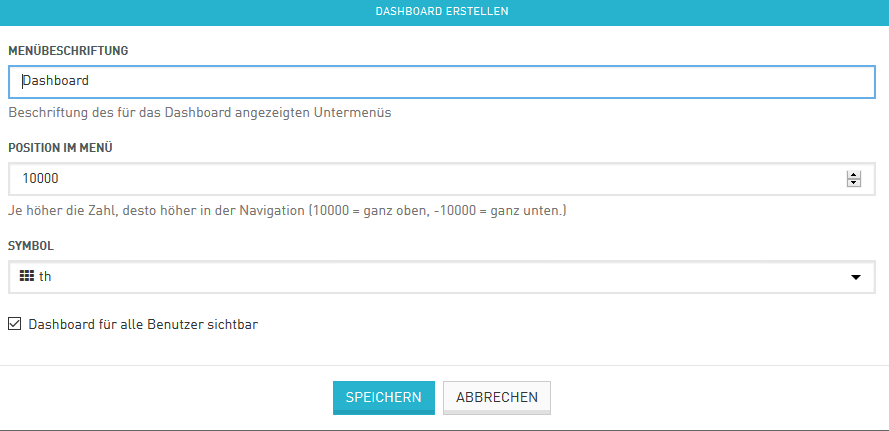 DASHBOARD ERSTELLEN
MENÜBESCHRIFTUNG
Dashboard
Beschriftung des für das Dashboard angezeigten Untermenüs
POSITION IM MENÜ
10000
Je höher die Zahl, desto höher in der Navigation (10000 = ganz oben, -10000 = ganz unten.)
SYMBOL
th
Dashboard für alle Benutzer sichtbar
SPEICHERN ABBRECHEN